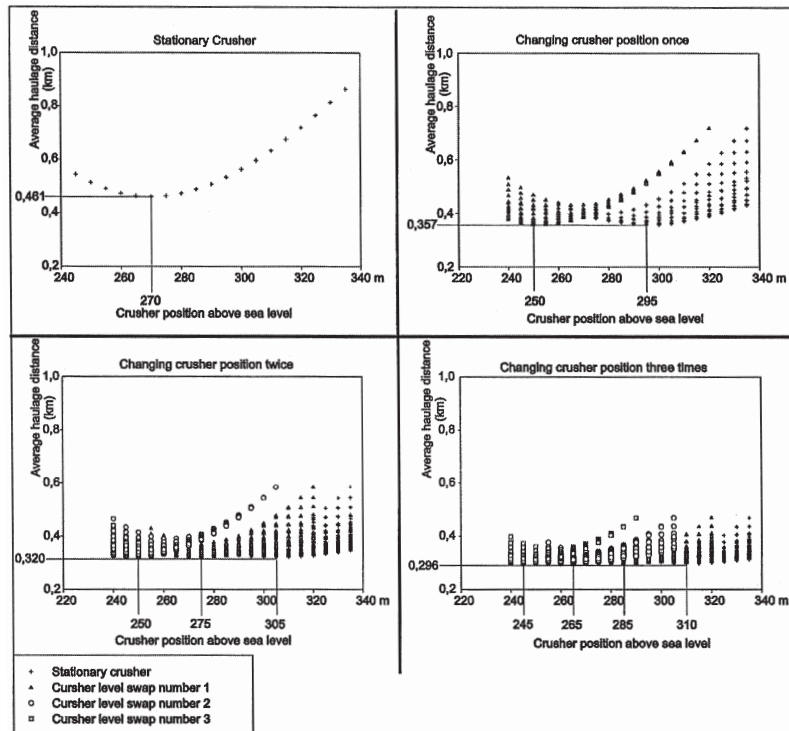 Stationary Crusher
Average haulage distance
(km)
1,0
0,8
0,6
0,461
0,4
0,2
240 260 280 300 320 340 m
270
Crusher position above sea level
Changing crusher position once
Average haulage distance
(km)
1,0
0,8
0,6
0,4
0,357
0,2
220 240 260 280 300 320 340 m
250 295
Crusher position above sea level
Changing crusher position twice
Average haulage distance
(km)
1,0
0,8
0,6
0,4
0,320
0,2
220 240 260 280 300 320 340 m
250 275 305
Crusher position above sea level
Changing crusher position three times
Average haulage distance
(km)
1,0
0,8
0,6
0,4
0,296
0,2
220 240 260 280 300 320 340 m
245 265 285 310
Crusher position above sea level
Stationary crusher
Cursher level swap number 1
Cursher level swap number 2
Cursher level swap number 3